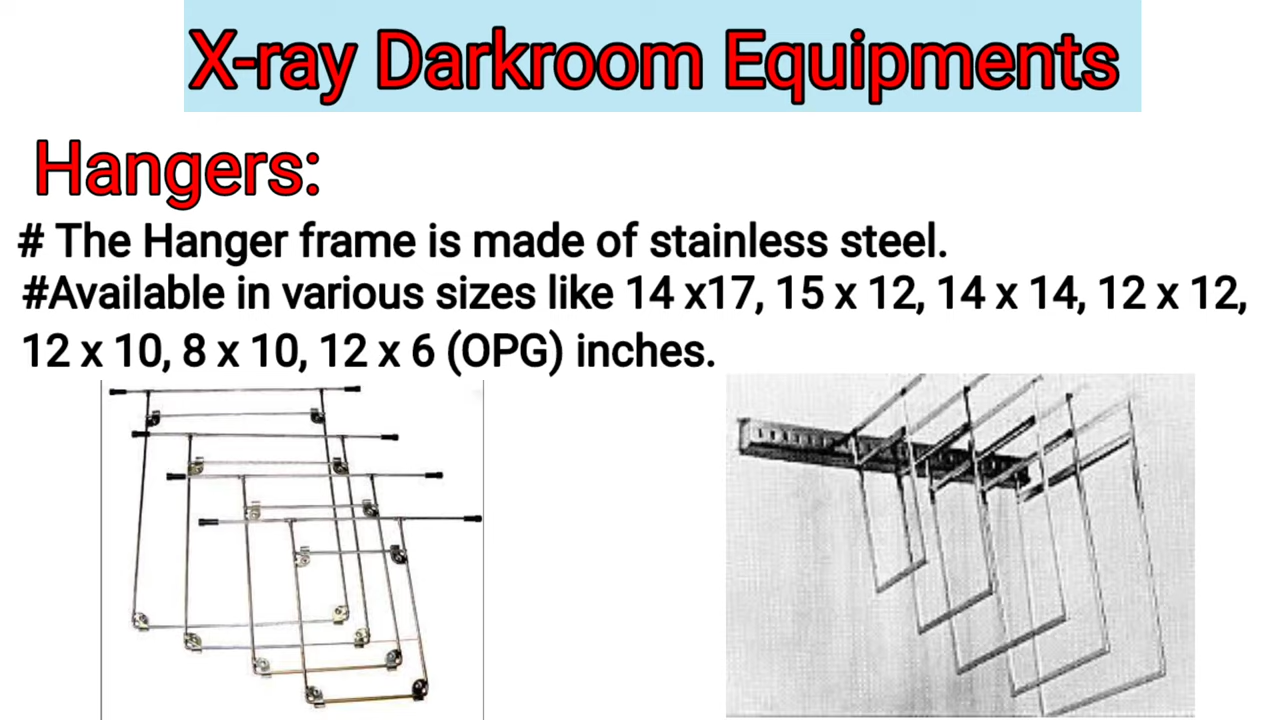 X-ray Darkroom Equipments
Hangers:
# The Hanger frame is made of stainless steel.
#Available in various sizes like 14 x17, 15 x 12, 14 x 14, 12 x 12,
12 x 10, 8 x 10, 12 x 6 (OPG) inches.